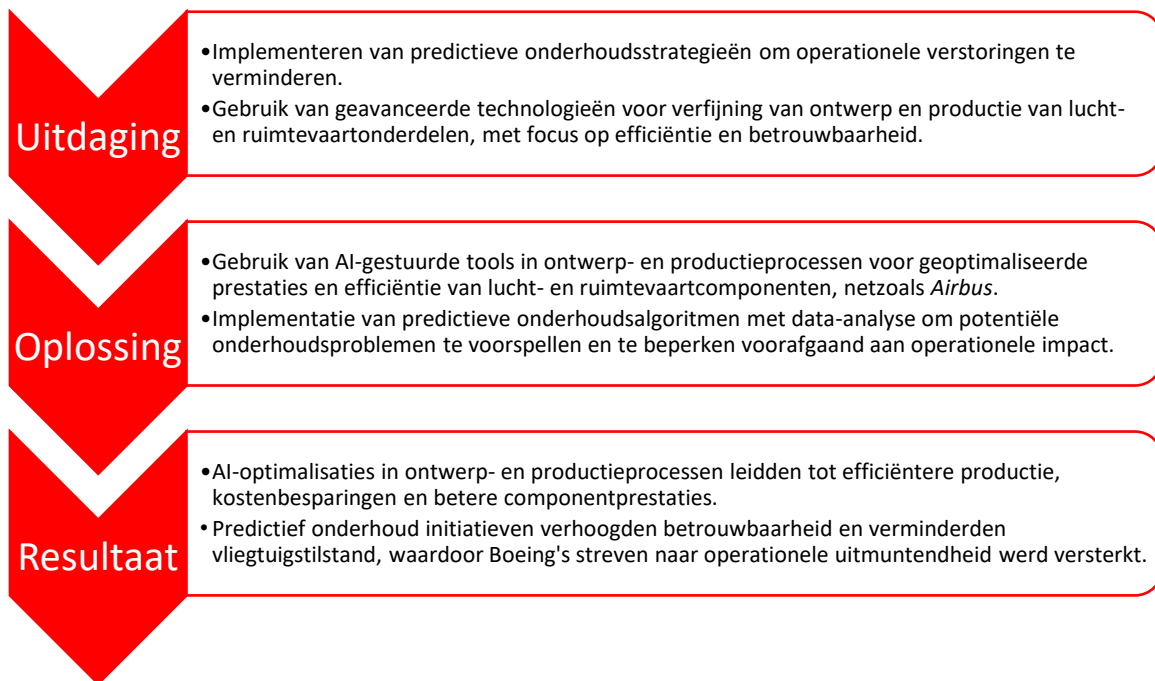 Uitdaging
•Implementeren van predictieve onderhoudsstrategieën om operationele verstoringen te
verminderen.
•Gebruik van geavanceerde technologieën voor verfijning van ontwerp en productie van lucht-
en ruimtevaartonderdelen, met focus op efficiëntie en betrouwbaarheid.
Oplossing
•Gebruik van AI-gestuurde tools in ontwerp- en productieprocessen voor geoptimaliseerde
prestaties en efficiëntie van lucht- en ruimtevaartcomponenten, netzoals Airbus.
•Implementatie van predictieve onderhoudsalgoritmen met data-analyse om potentiële
onderhoudsproblemen te voorspellen en te beperken voorafgaand aan operationele impact.
Resultaat
•AI-optimalisaties in ontwerp- en productieprocessen leidden tot efficiëntere productie,
kostenbesparingen en betere componentprestaties.
• Predictief onderhoud initiatieven verhoogden betrouwbaarheid en verminderden
vliegtuigstilstand, waardoor Boeing's streven naar operationele uitmuntendheid werd versterkt.